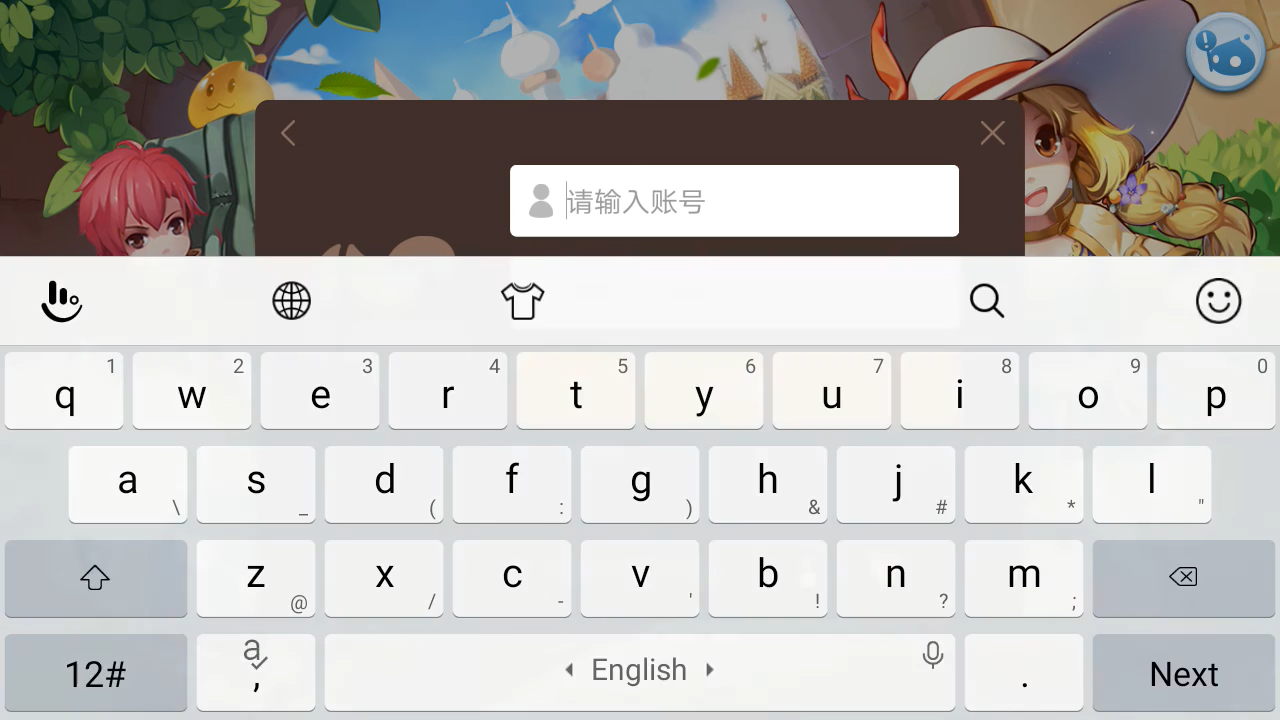 请输入账号
q 1 w 2 e 3 r 4 t 5 y 6 u 7 i 8 o 9 p 0
a \ s _ d ( f : g ) h & j # k * l "
z @ x / c - v ' b ! n ? m ;
12# a , English . Next